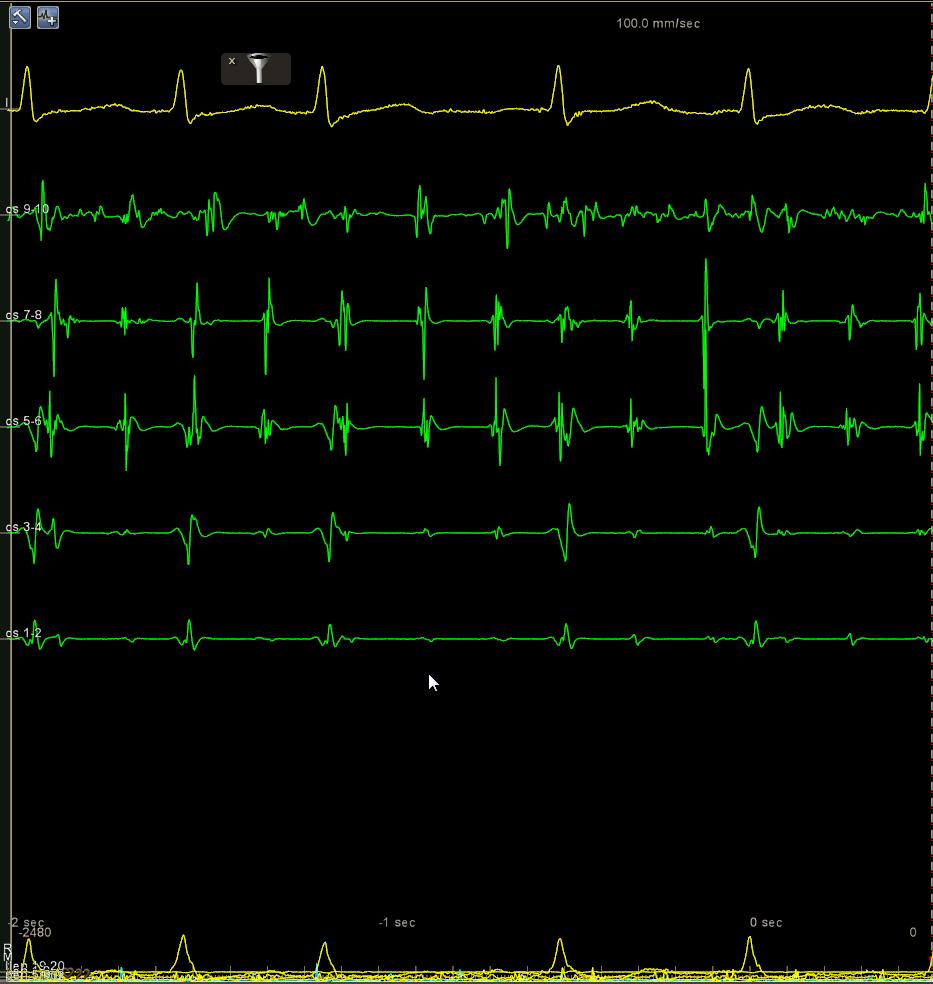 100.0 mm/sec
x
I
cs 9-10
cs 7-8
cs 5-6
cs 3-4
cs 1-2
-2 sec
-1 sec
0 sec
-2480
0